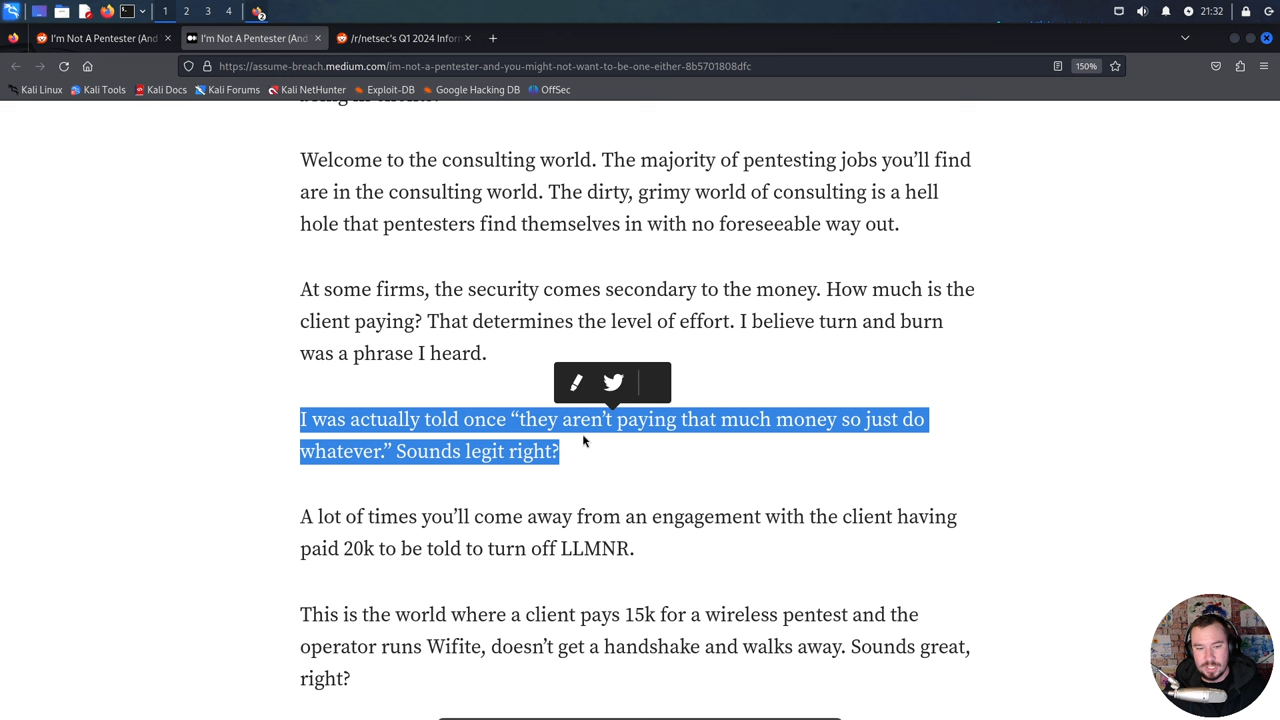 1 2 3 4 2 21:32
I'm Not A Pentester (And I'm Not A Pentester (And /r/netsec's Q1 2024 Infor
https://assume-breach.medium.com/im-not-a-pentester-and-you-might-not-want-to-be-one-either-8b5701808dfc 150%
Kali Linux Kali Tools Kali Docs Kali Forums Kali NetHunter Exploit-DB Google Hacking DB OffSec
Welcome to the consulting world. The majority of pentesting jobs you’ll find
are in the consulting world. The dirty, grimy world of consulting is a hell
hole that pentesters find themselves in with no foreseeable way out.
At some firms, the security comes secondary to the money. How much is the
client paying? That determines the level of effort. I believe turn and burn
was a phrase I heard.
I was actually told once “they aren’t paying that much money so just do
whatever.” Sounds legit right?
A lot of times you’ll come away from an engagement with the client having
paid 20k to be told to turn off LLMNR.
This is the world where a client pays 15k for a wireless pentest and the
operator runs Wifite, doesn’t get a handshake and walks away. Sounds great,
right?